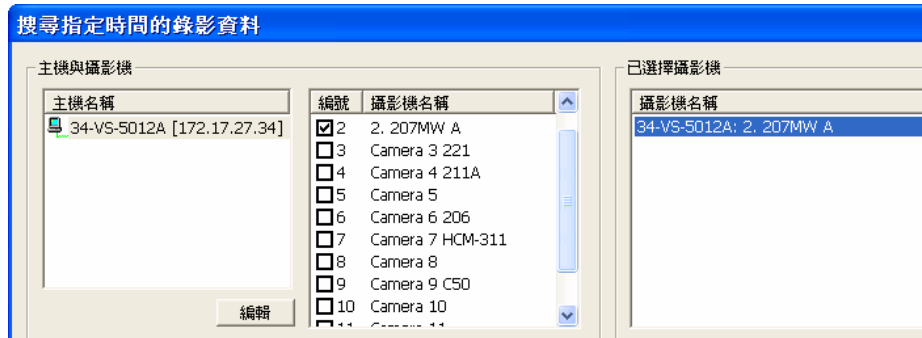 搜尋指定時間的錄影資料
主機與攝影機
主機名稱
34-VS-5012A [172.17.27.34]
編輯
編號 攝影機名稱
2 2. 207MW A
3 Camera 3 221
4 Camera 4 211A
5 Camera 5
6 Camera 6 206
7 Camera 7 HCM-311
8 Camera 8
9 Camera 9 C50
10 Camera 10
已選擇攝影機
攝影機名稱
34-VS-5012A: 2. 207MW A